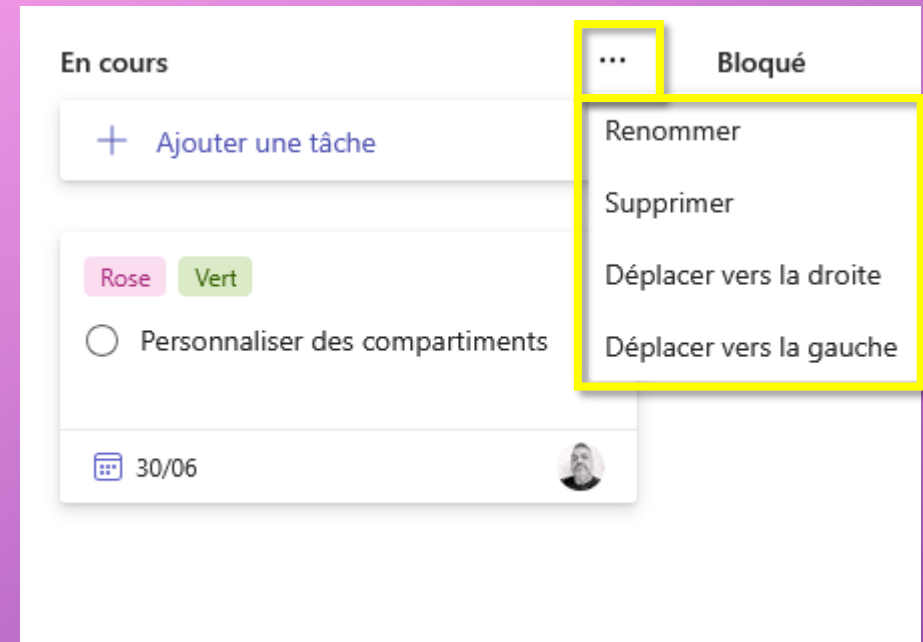 En cours
...
Bloqué
Ajouter une tâche
Renommer
Supprimer
Déplacer vers la droite
Déplacer vers la gauche
Rose
Vert
Personnaliser des compartiments
30/06